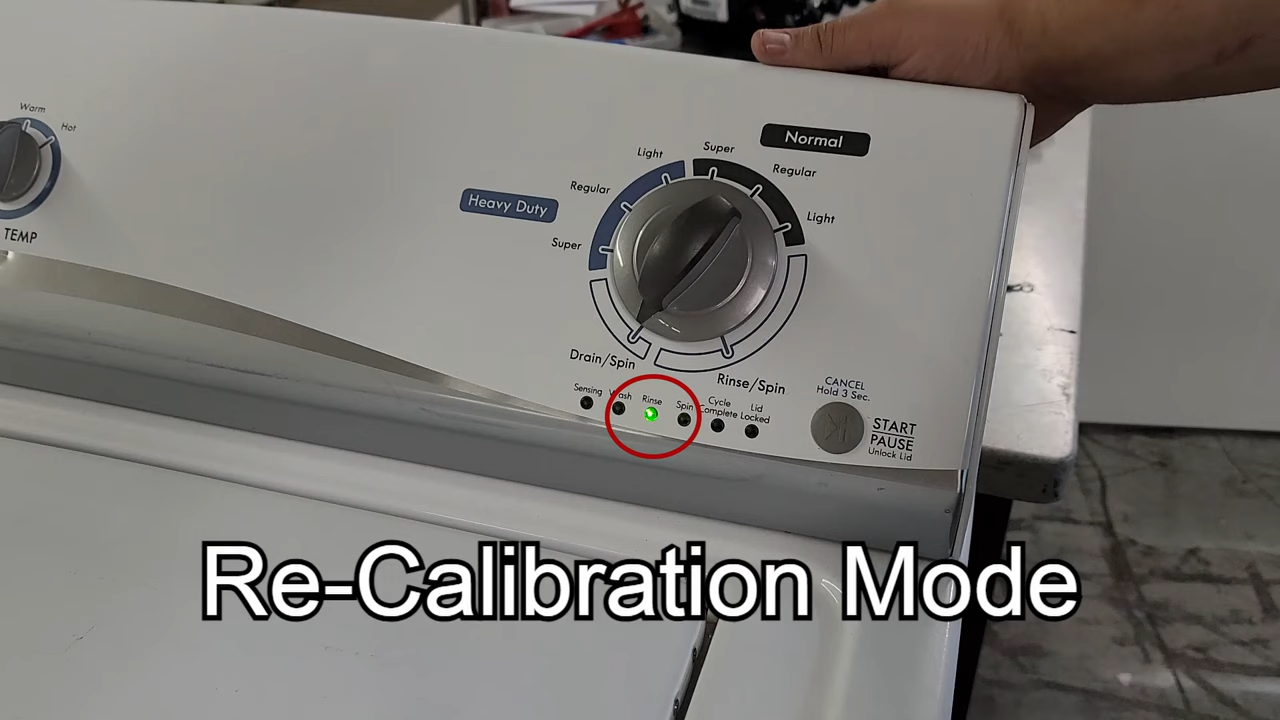 Warm
Hot
TEMP
Normal
Super
Regular
Light
Light
Regular
Heavy Duty
Super
Drain/Spin
Rinse/Spin
Sensing
Wash
Rinse
Spin
Cycle
Complete
Lid
Locked
CANCEL
Hold 3 Sec.
START
PAUSE
Unlock Lid
Re-Calibration Mode